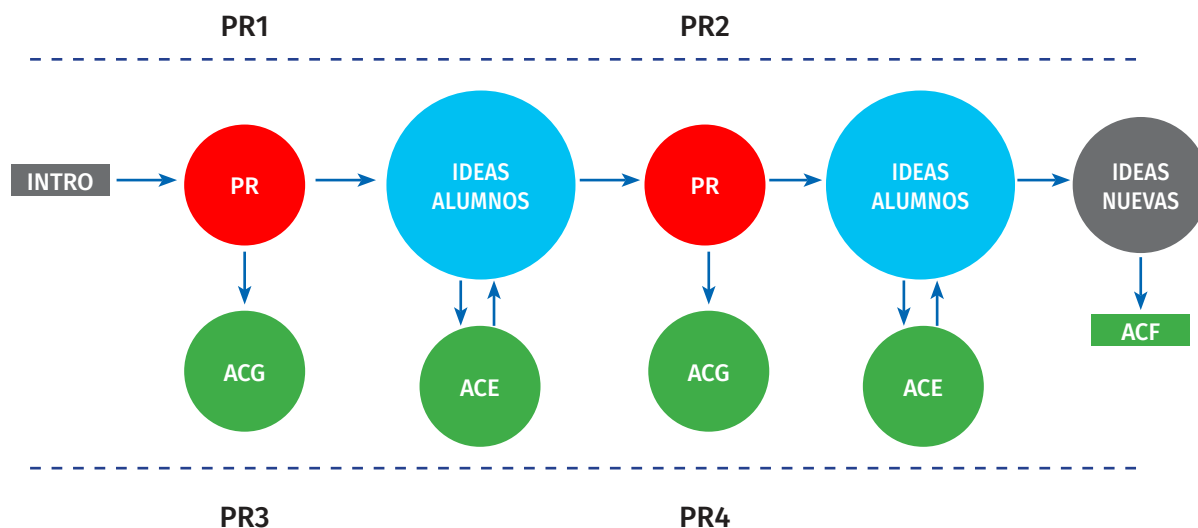 PR1
PR2
INTRO
PR
IDEAS
ALUMNOS
PR
IDEAS
ALUMNOS
IDEAS
NUEVAS
ACG
ACE
ACG
ACE
ACF
PR3
PR4